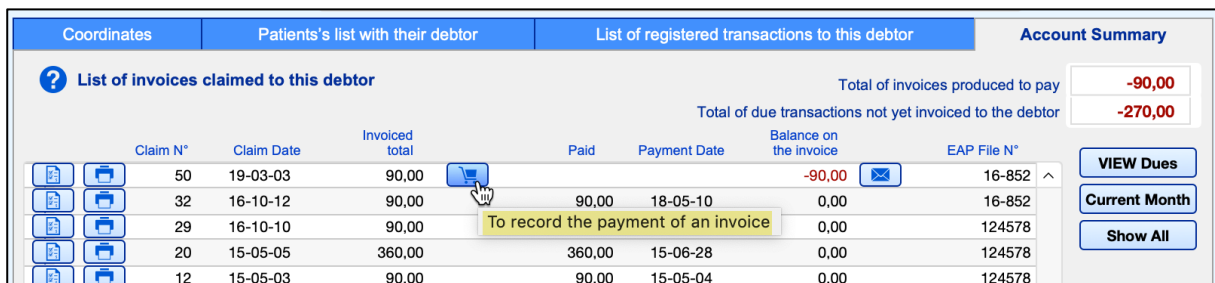 Coordinates Patients's list with their debtor List of registered transactions to this debtor Account Summary
? List of invoices claimed to this debtor
Total of invoices produced to pay -90,00
Total of due transactions not yet invoiced to the debtor -270,00
Claim N° Claim Date Invoiced total Paid Payment Date Balance on the invoice EAP File N°
50 19-03-03 90,00 -90,00 16-852
VIEW Dues
32 16-10-12 90,00 90,00 18-05-10 0,00 16-852
Current Month
29 16-10-10 90,00 0,00 124578
To record the payment of an invoice
Show All
20 15-05-05 360,00 360,00 15-06-28 0,00 124578
12 15-05-03 90,00 90,00 15-05-04 0,00 124578